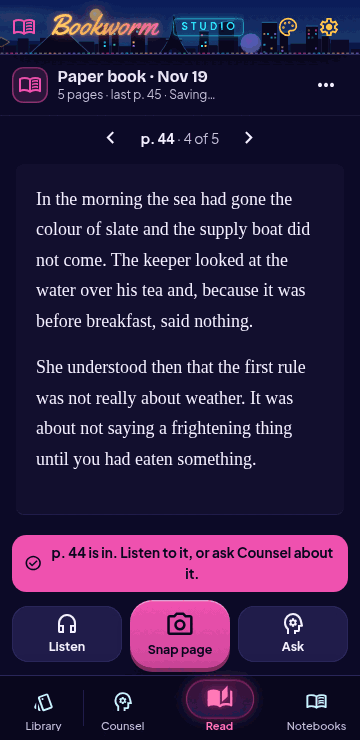 Bookworm STUDIO
Paper book · Nov 19
5 pages · last p. 45 · Saving…
p. 44 · 4 of 5
In the morning the sea had gone the
colour of slate and the supply boat did
not come. The keeper looked at the
water over his tea and, because it was
before breakfast, said nothing.
She understood then that the first rule
was not really about weather. It was
about not saying a frightening thing
until you had eaten something.
p. 44 is in. Listen to it, or ask Counsel about
it.
Listen
Snap page
Ask
Library
Counsel
Read
Notebooks